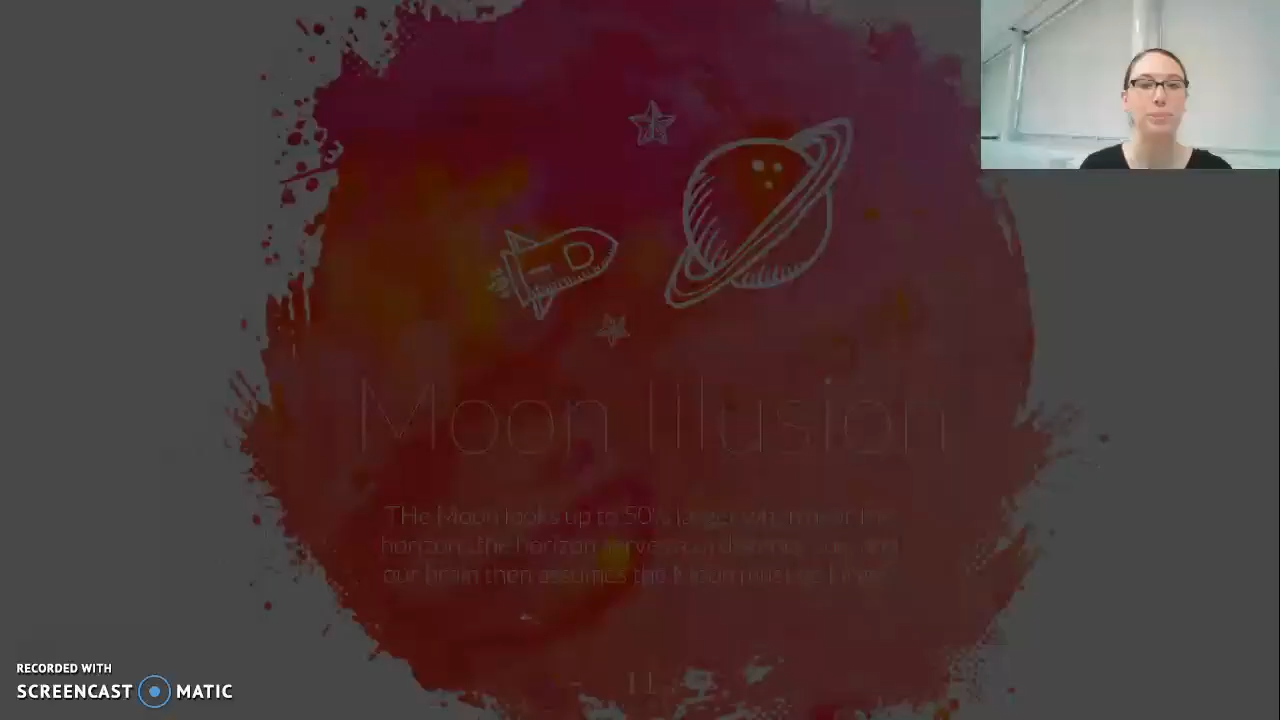 Moon Illusion
THe Moon looks up to 50% larger when near the
horizon. The horizon serves as a distance cue, and
our brain then assumes the Moon must be
11
RECORDED WITH
SCREENCAST MATIC